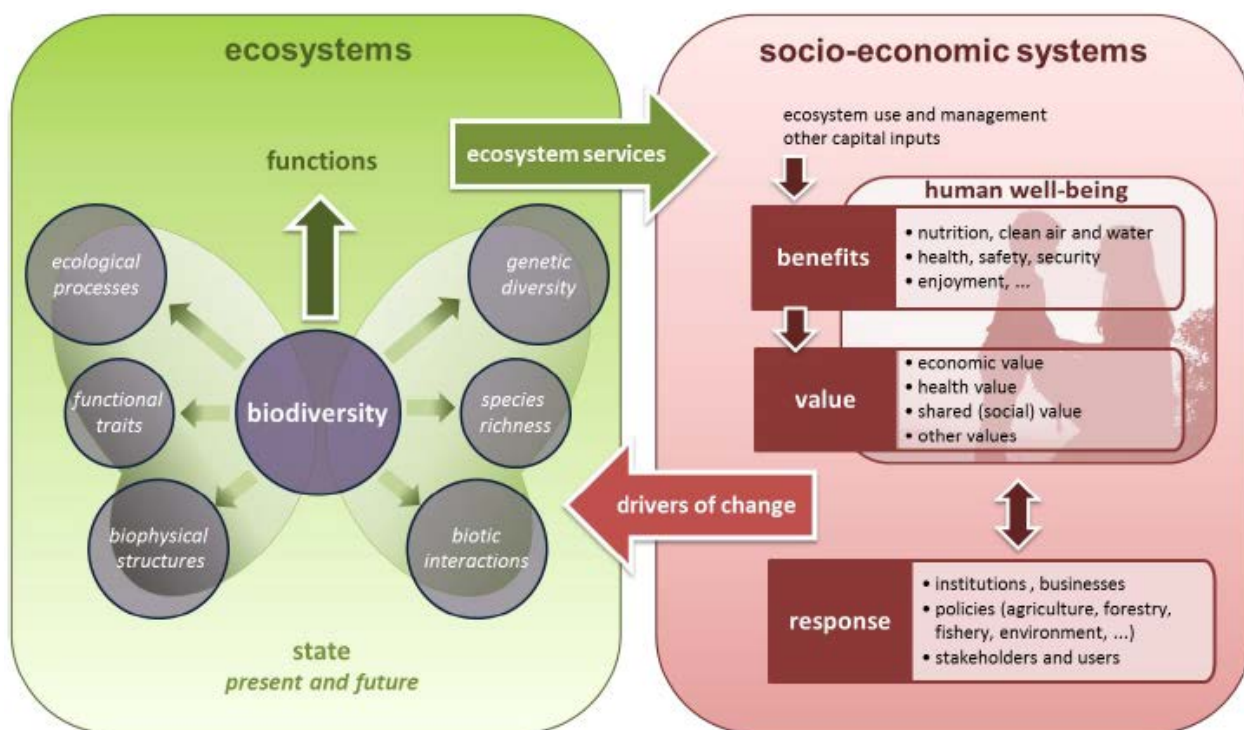 ecosystems
functions
ecological
processes
genetic
diversity
functional
traits
biodiversity
species
richness
biophysical
structures
biotic
interactions
state
present and future
ecosystem services
drivers of change
socio-economic systems
ecosystem use and management
other capital inputs
human well-being
benefits
• nutrition, clean air and water
• health, safety, security
• enjoyment, ...
value
• economic value
• health value
• shared (social) value
• other values
response
• institutions , businesses
• policies (agriculture, forestry,
fishery, environment, ...)
• stakeholders and users